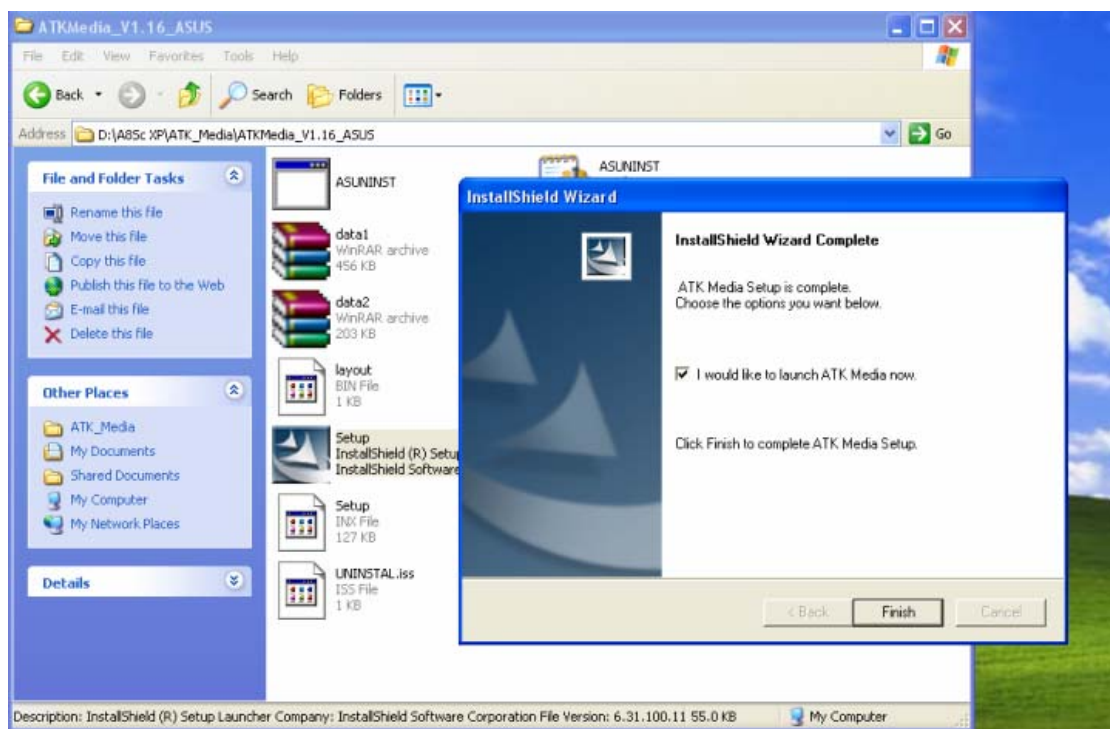 ATKMedia_V1.16_ASUS
File Edit View Favorites Tools Help
Back Search Folders
Address D:\A8Sc XP\ATK_Media\ATKMedia_V1.16_ASUS Go
File and Folder Tasks
Rename this file
Move this file
Copy this file
Publish this file to the Web
E-mail this file
Delete this file
Other Places
ATK_Media
My Documents
Shared Documents
My Computer
My Network Places
Details
ASUNINST
ASUNINST
data1
WinRAR archive
456 KB
data2
WinRAR archive
203 KB
layout
BIN File
1 KB
Setup
InstallShield (R) Setu
InstallShield Software
Setup
INX File
127 KB
UNINSTAL.iss
ISS File
1 KB
InstallShield Wizard
InstallShield Wizard Complete
ATK Media Setup is complete.
Choose the options you want below.
I would like to launch ATK Media now.
Click Finish to complete ATK Media Setup.
< Back Finish Cancel
Description: InstallShield (R) Setup Launcher Company: InstallShield Software Corporation File Version: 6.31.100.11 55.0 KB My Computer